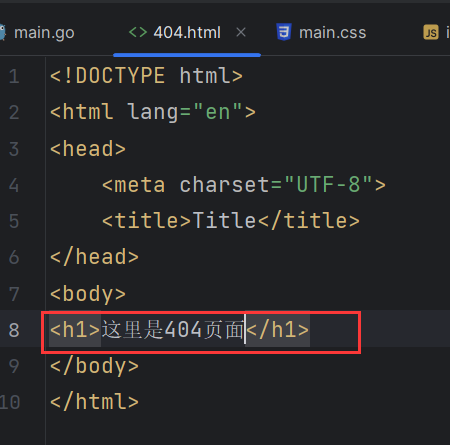 main.go <> 404.html × main.css JS
1 <!DOCTYPE html>
2 <html lang="en">
3 <head>
4 <meta charset="UTF-8">
5 <title>Title</title>
6 </head>
7 <body>
8 <h1>这里是404页面</h1>
9 </body>
10 </html>